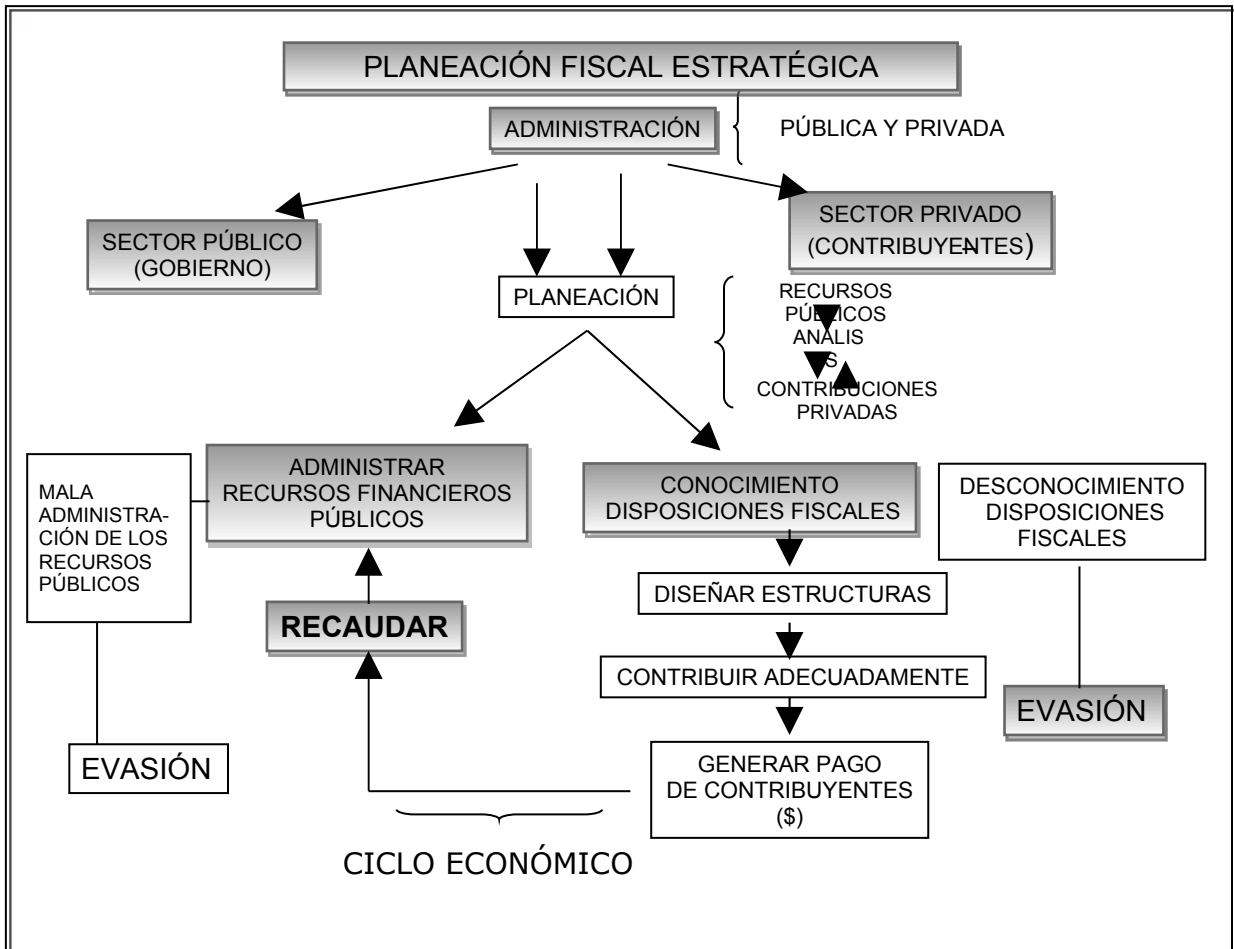 PLANEACIÓN FISCAL ESTRATÉGICA
ADMINISTRACIÓN
PÚBLICA Y PRIVADA
SECTOR PÚBLICO
(GOBIERNO)
SECTOR PRIVADO
(CONTRIBUYENTES)
PLANEACIÓN
RECURSOS
PÚBLICOS
ANÁLIS
IS
CONTRIBUCIONES
PRIVADAS
MALA
ADMINISTRA-
CIÓN DE LOS
RECURSOS
PÚBLICOS
ADMINISTRAR
RECURSOS FINANCIEROS
PÚBLICOS
CONOCIMIENTO
DISPOSICIONES FISCALES
DESCONOCIMIENTO
DISPOSICIONES
FISCALES
DISEÑAR ESTRUCTURAS
RECAUDAR
CONTRIBUIR ADECUADAMENTE
EVASIÓN
EVASIÓN
GENERAR PAGO
DE CONTRIBUYENTES
($)
CICLO ECONÓMICO